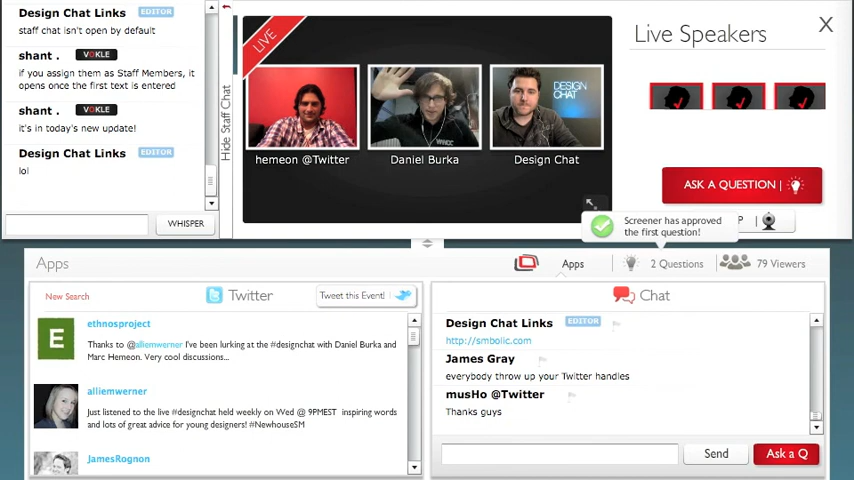 Design Chat Links EDITOR
staff chat isn't open by default
shant . VOKLE
if you assign them as Staff Members, it
opens once the first text is entered
shant . VOKLE
it's in today's new update!
Design Chat Links EDITOR
lol
WHISPER
Hide Staff Chat
LIVE
DESIGN
CHAT
hemeon @Twitter
Daniel Burka
Design Chat
Live Speakers
X
ASK A QUESTION |
Screener has approved
the first question!
P |
Apps
Apps
2 Questions
79 Viewers
New Search
Twitter
Tweet this Event!
E
ethnosproject
Thanks to @alliemwerner I've been lurking at the #designchat with Daniel Burka and
Marc Hemeon. Very cool discussions...
alliemwerner
Just listened to the live #designchat held weekly on Wed @ 9PMEST inspiring words
and lots of great advice for young designers! #NewhouseSM
JamesRognon
Chat
Design Chat Links EDITOR
http://smbolic.com
James Gray
everybody throw up your Twitter handles
musHo @Twitter
Thanks guys
Send
Ask a Q